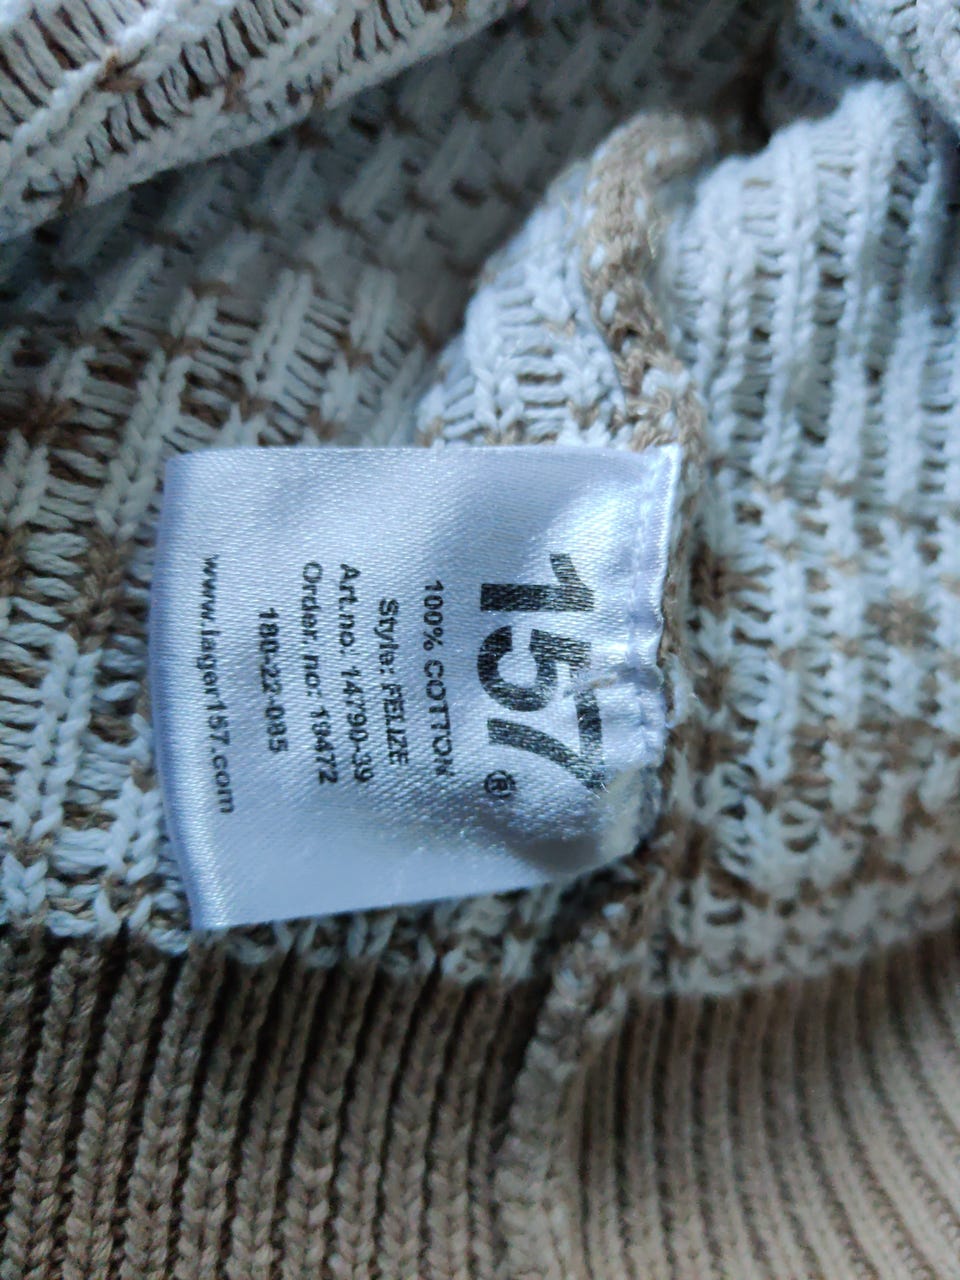 157®
100% COTTON
Style: FELIZE
Art.no: 14790-39
Order. no: 19472
180-22-085
www.lager157.com